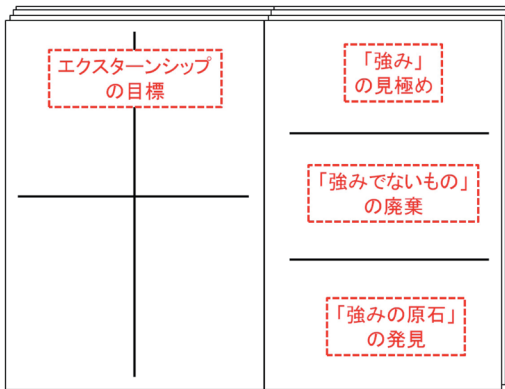 エクスターンシップ
の目標
「強み」
の見極め
「強みでないもの」
の廃棄
「強みの原石」
の発見